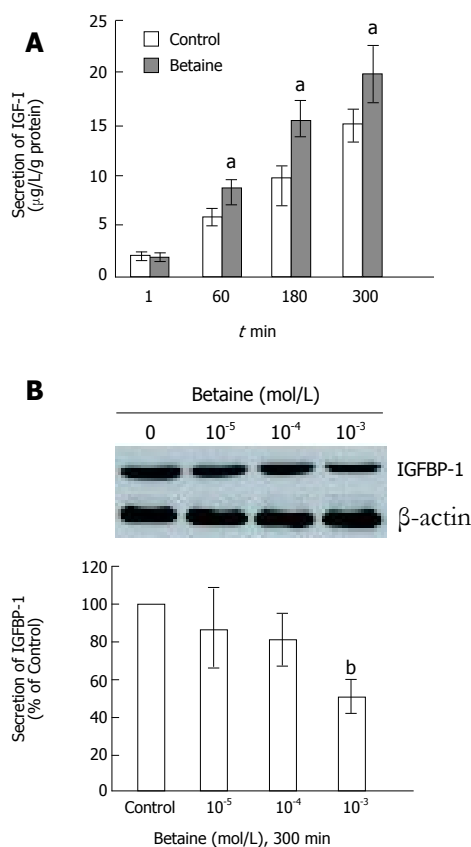 A
Control
Betaine
Secretion of IGF-I
(μg/L/g protein)
25
20
15
10
5
0
a
a
a
1 60 180 300
t min
B
Betaine (mol/L)
0 10⁻⁵ 10⁻⁴ 10⁻³
IGFBP-1
β-actin
Secretion of IGFBP-1
(% of Control)
120
100
80
60
40
20
0
b
Control 10⁻⁵ 10⁻⁴ 10⁻³
Betaine (mol/L), 300 min